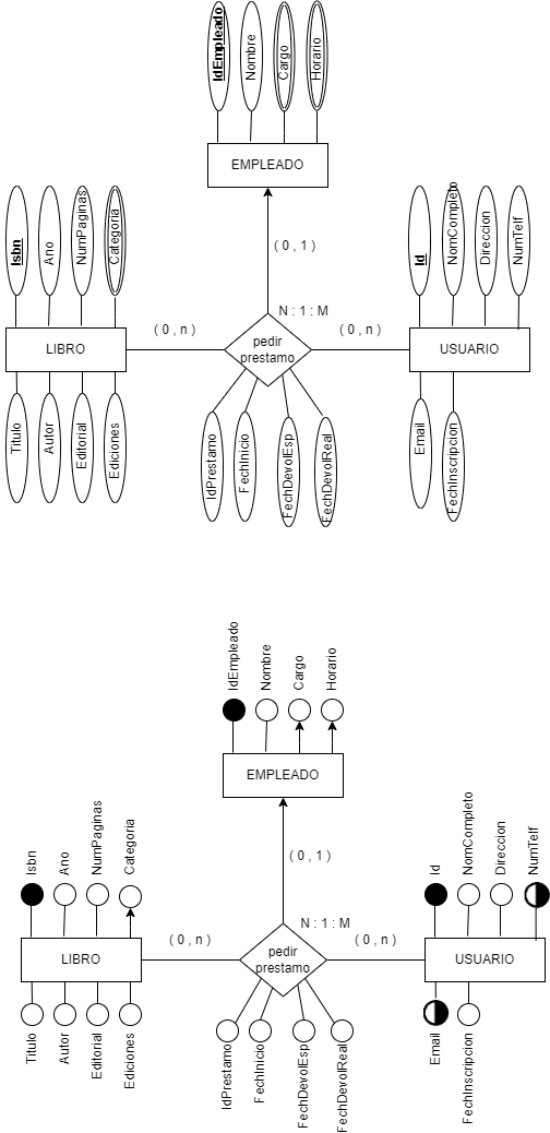 IdEmpleado
Nombre
Cargo
Horario
EMPLEADO
( 0 , 1 )
Isbn
Ano
NumPaginas
Categoria
Id
NomCompleto
Direccion
NumTelf
N : 1 : M
( 0 , n )
( 0 , n )
LIBRO
pedir
prestamo
USUARIO
Titulo
Autor
Editorial
Ediciones
IdPrestamo
FechInicio
FechDevolEsp
FechDevolReal
Email
FechInscripcion
IdEmpleado
Nombre
Cargo
Horario
EMPLEADO
( 0 , 1 )
Isbn
Ano
NumPaginas
Categoria
Id
NomCompleto
Direccion
NumTelf
N : 1 : M
( 0 , n )
( 0 , n )
LIBRO
pedir
prestamo
USUARIO
Titulo
Autor
Editorial
Ediciones
IdPrestamo
FechInicio
FechDevolEsp
FechDevolReal
Email
FechInscripcion